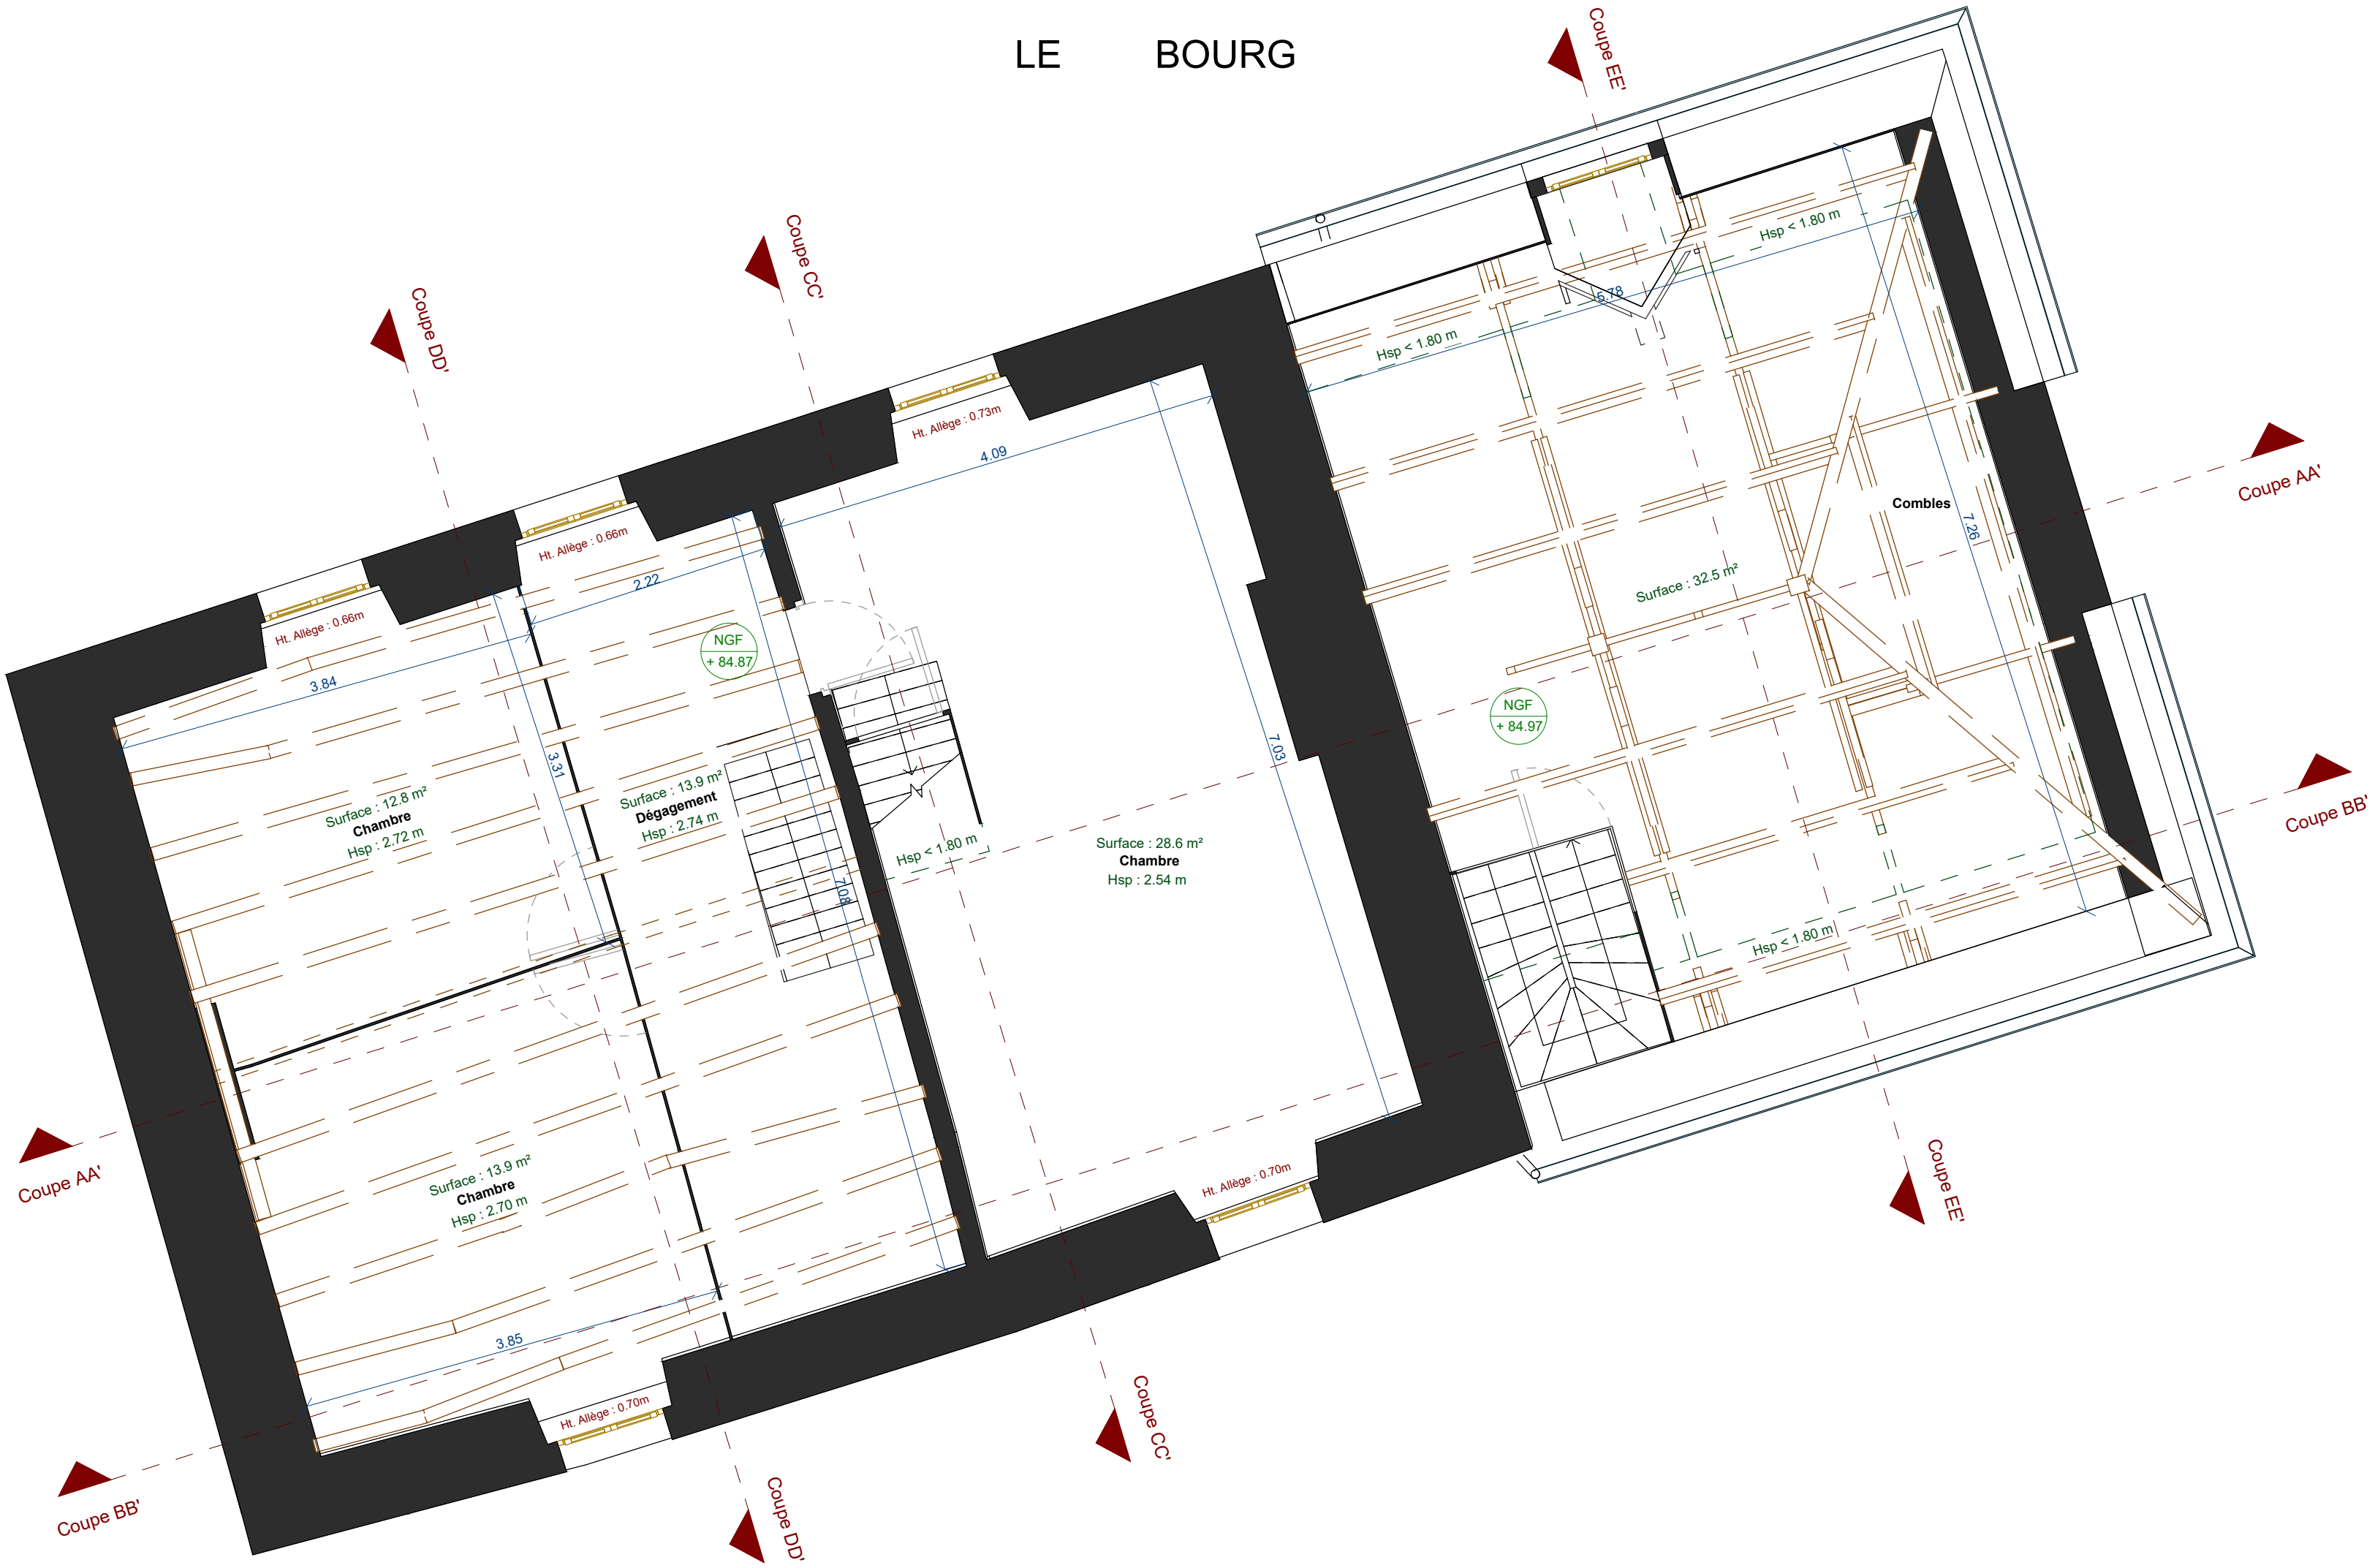 LE BOURG
Coupe EE'
Coupe CC'
Coupe DD'
Hsp < 1.80 m
5.78
Hsp < 1.80 m
Ht. Allège : 0.73m
4.09
Coupe AA'
Combles
7.26
Ht. Allège : 0.66m
2.22
Surface : 32.5 m²
Ht. Allège : 0.66m
NGF
+ 84.87
3.84
NGF
+ 84.97
7.03
3.31
Surface : 12.8 m²
Chambre
Hsp : 2.72 m
Surface : 13.9 m²
Dégagement
Hsp : 2.74 m
Coupe BB'
Hsp < 1.80 m
Surface : 28.6 m²
Chambre
Hsp : 2.54 m
7.08
Hsp < 1.80 m
Coupe AA'
Surface : 13.9 m²
Chambre
Hsp : 2.70 m
Ht. Allège : 0.70m
Coupe EE'
3.85
Ht. Allège : 0.70m
Coupe CC'
Coupe BB'
Coupe DD'